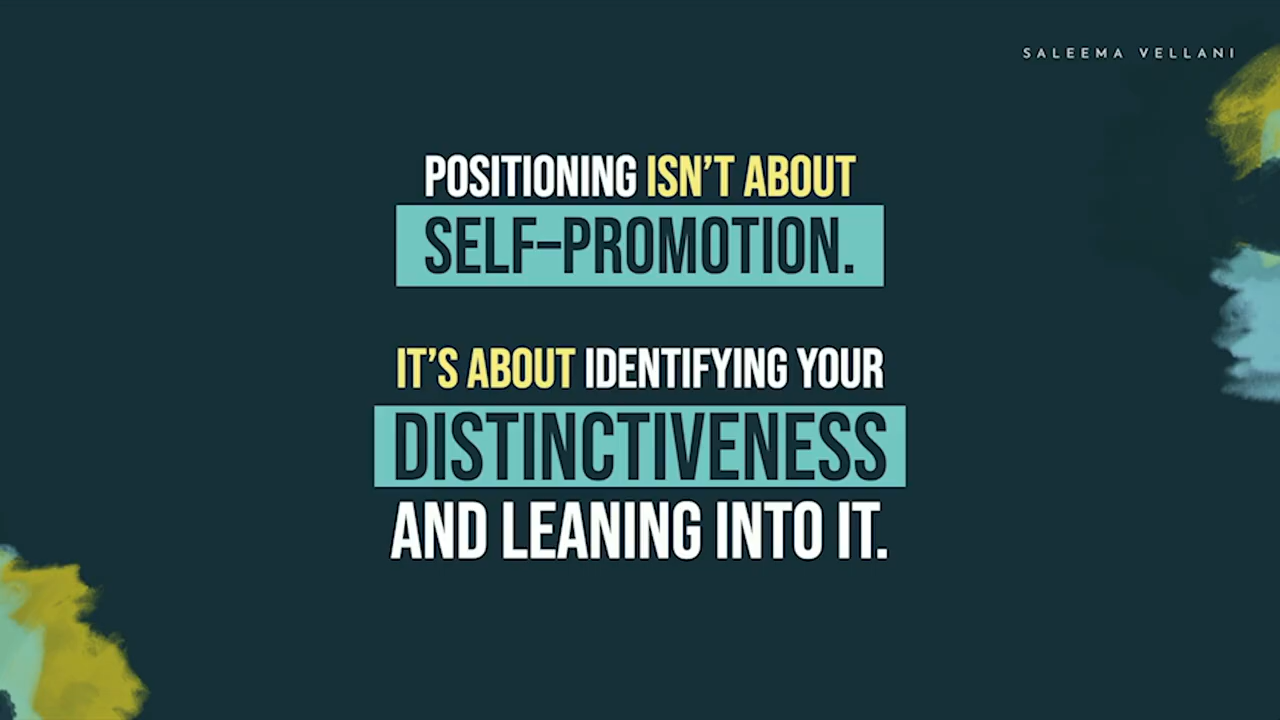 SALEEMA VELLANI
POSITIONING ISN’T ABOUT
SELF–PROMOTION.
IT’S ABOUT IDENTIFYING YOUR
DISTINCTIVENESS
AND LEANING INTO IT.